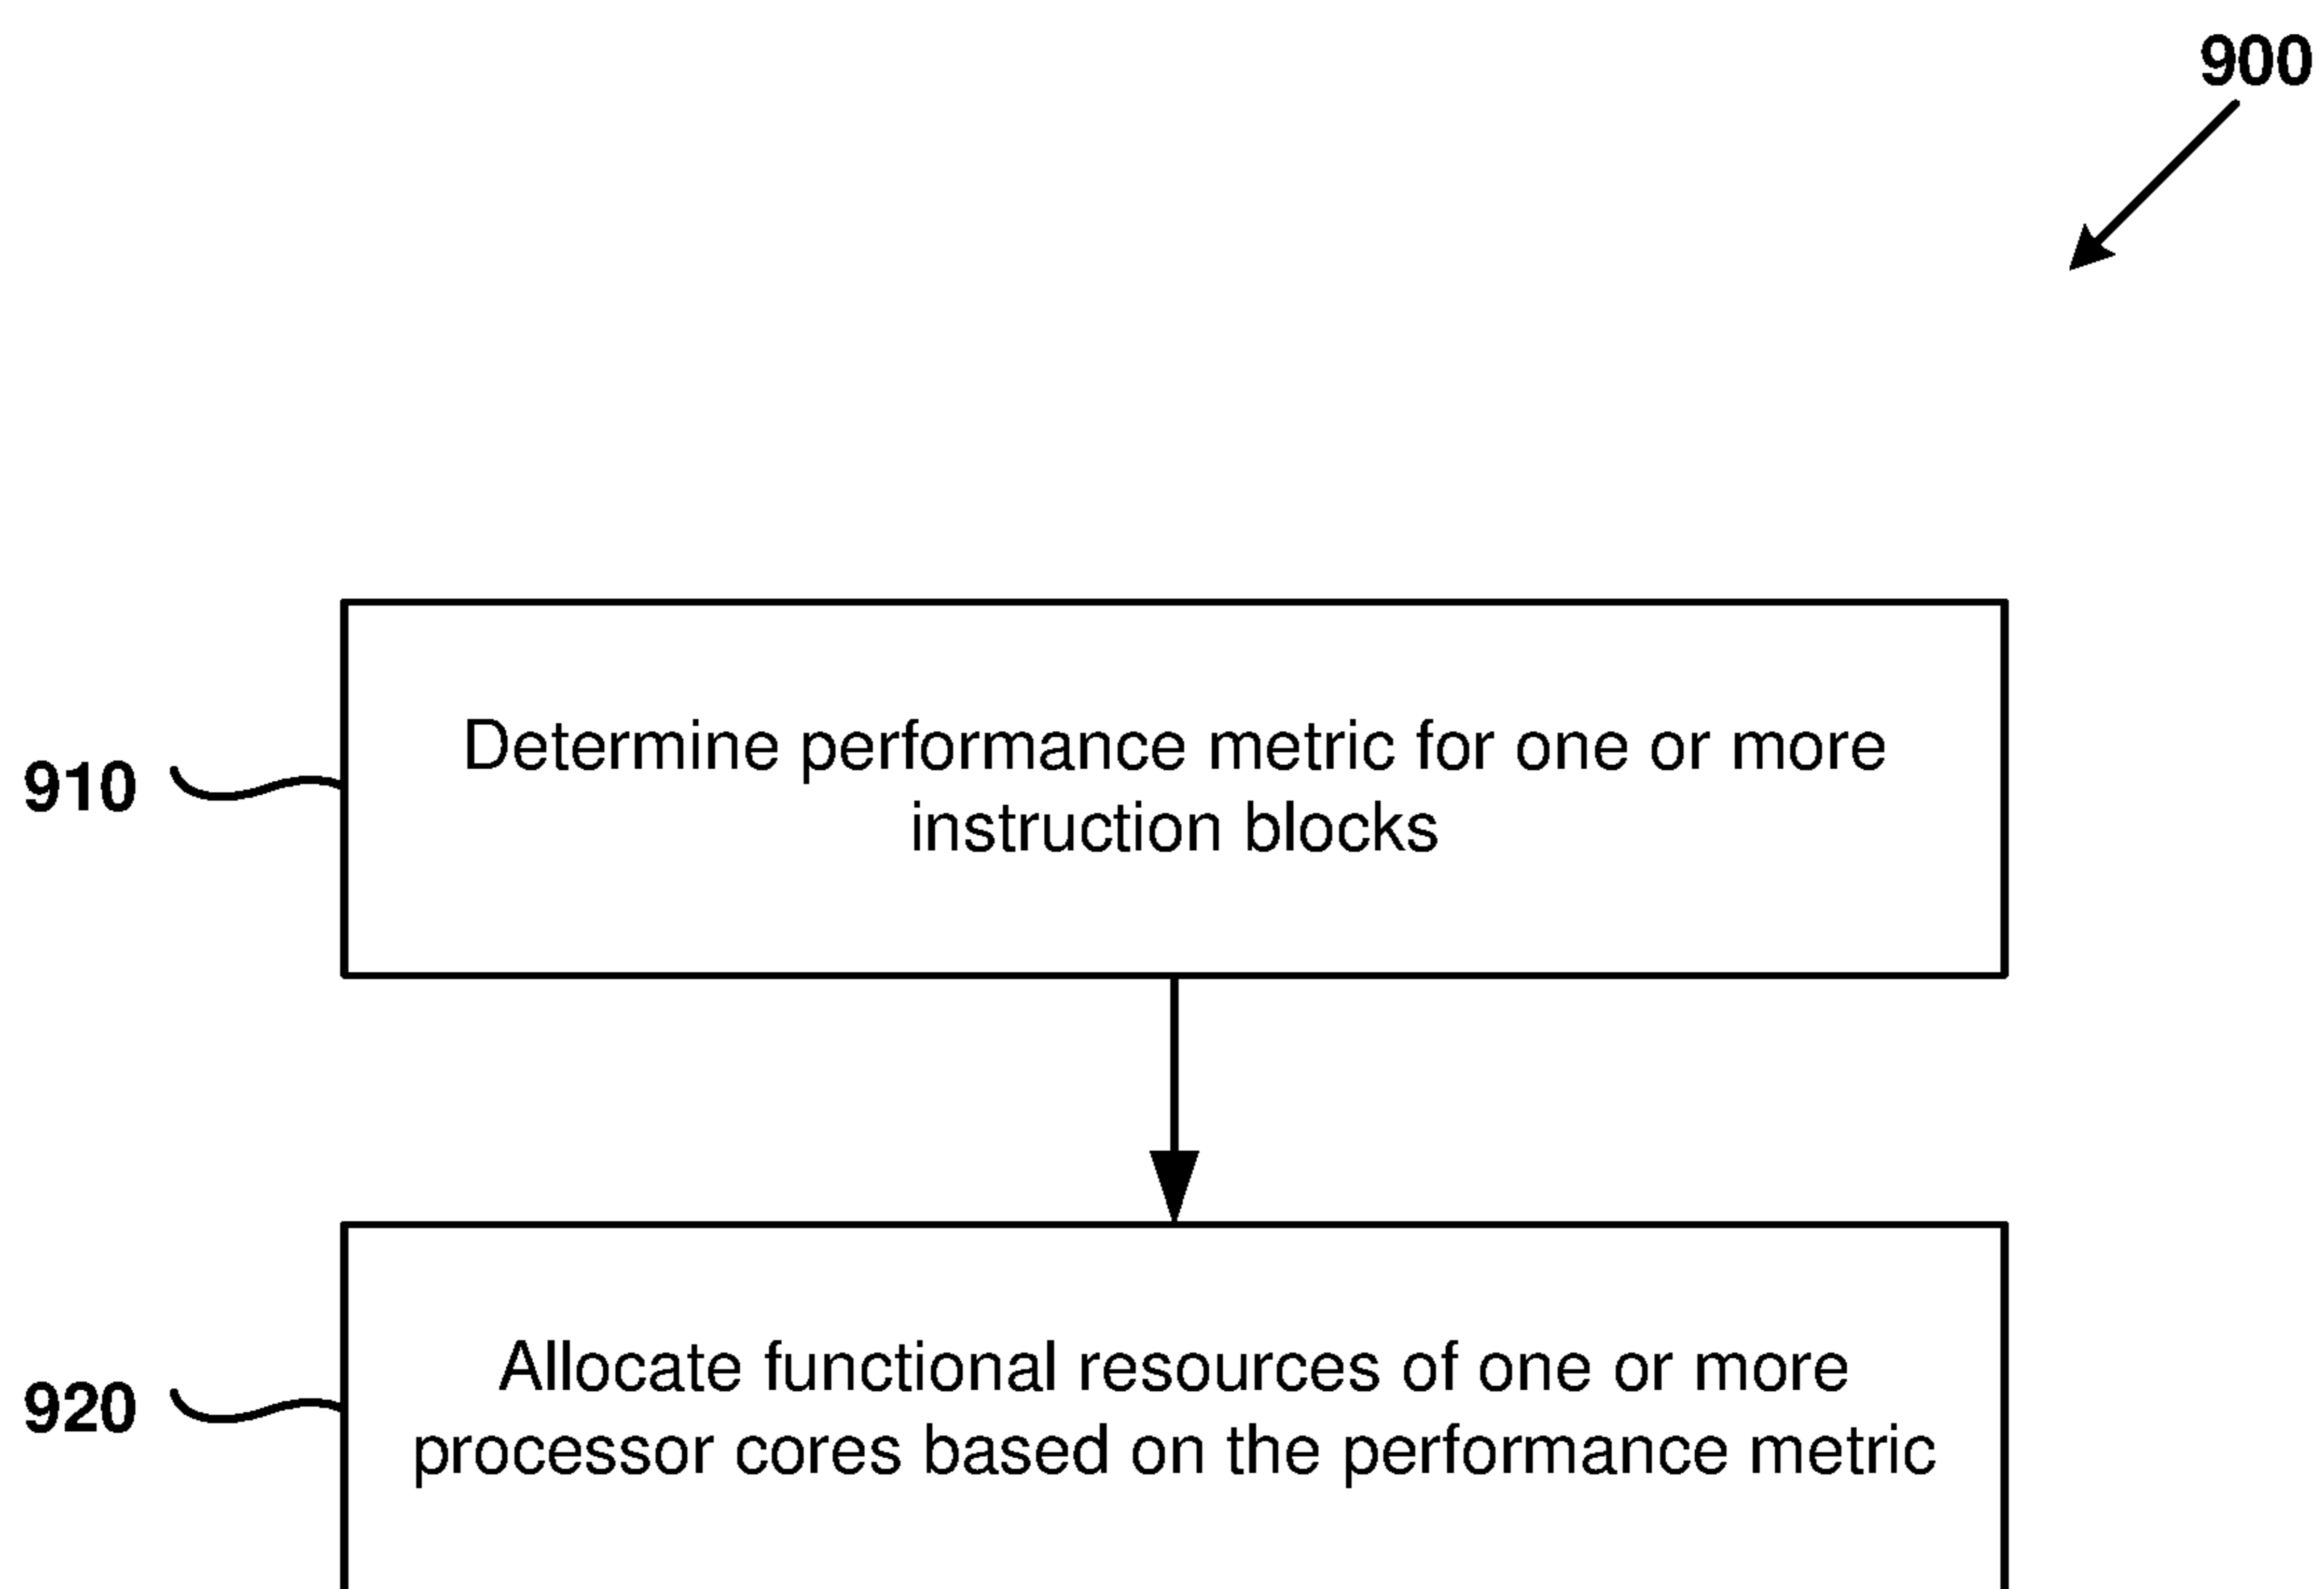 900
910
Determine performance metric for one or more
instruction blocks
920
Allocate functional resources of one or more
processor cores based on the performance metric